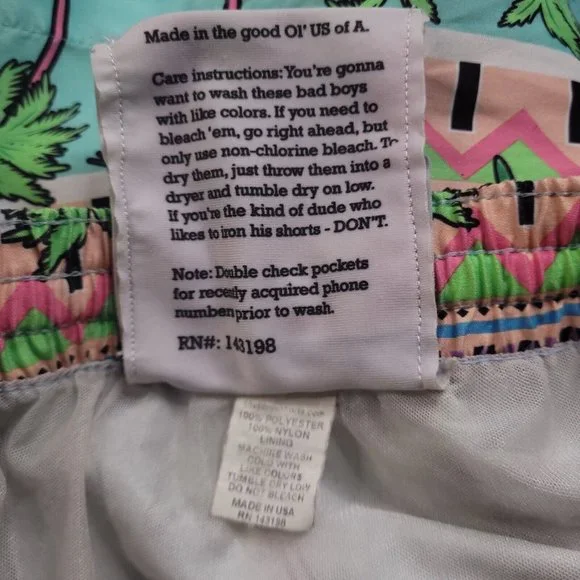 Made in the good Ol' US of A.
Care instructions: You're gonna
want to wash these bad boys
with like colors. If you need to
bleach 'em, go right ahead, but
only use non-chlorine bleach. To
dry them, just throw them into a
dryer and tumble dry on low.
If you're the kind of dude who
likes to iron his shorts - DON'T.
Note: Double check pockets
for recently acquired phone
number prior to wash.
RN#: 143198
100% POLYESTER
100% NYLON
LINING
MACHINE WASH
COLD WITH
LIKE COLORS
TUMBLE DRY LOW
DO NOT BLEACH
MADE IN USA
RN 143198